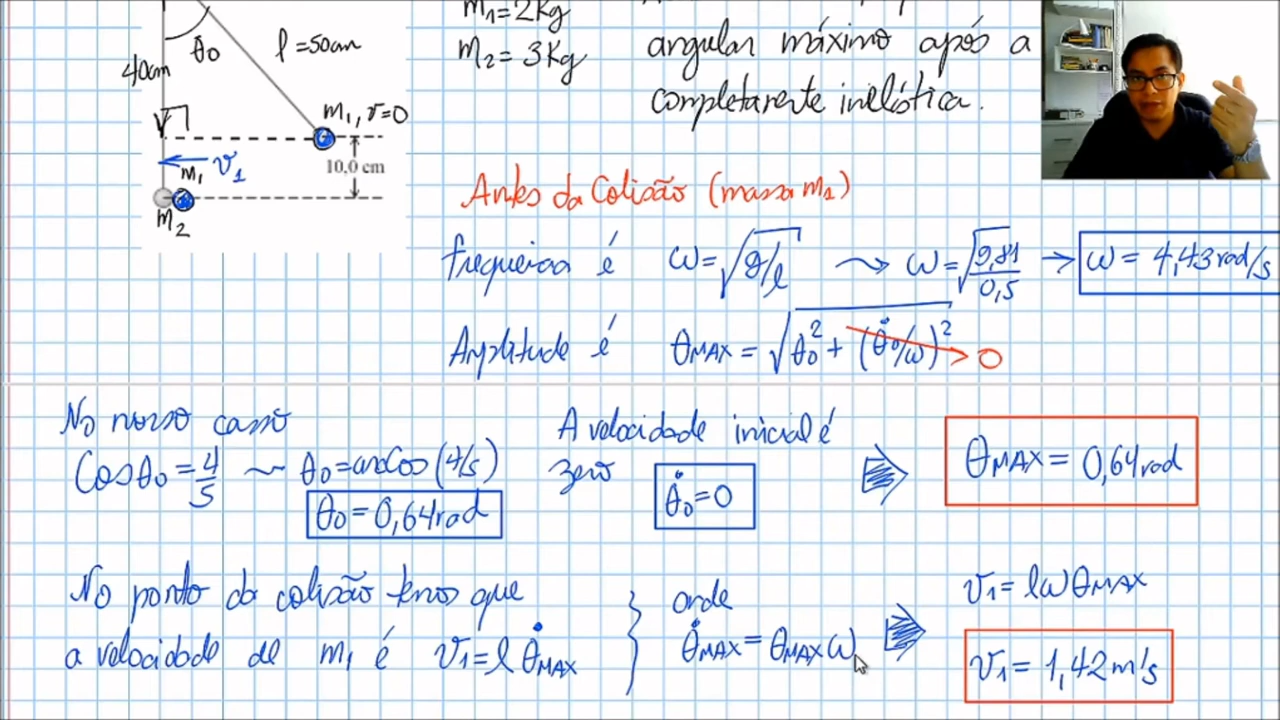 m₁=2Kg
m₂= 3Kg
angular máximo após a
completamente inelástica.
θ₀
l=50cm
40cm
m₁, v=0
10,0 cm
v₁
m₁
m₂
Antes da Colisão (massa m₁)
frequência é ω=√g/l ⤳ ω=√9,81/0,5 → ω = 4,43 rad/s
Amplitude é θMAX = √θ₀² + (θ̇₀/ω)² → 0
No nosso casso
Cosθ₀ = 4/5 ~ θ₀=arcCos (4/5)
θ₀ = 0,64rad
A velocidade inicial é
zero θ̇₀=0
θMAX = 0,64rad
No ponto da colisão temos que
a velocidade de m₁ é v₁=l θ̇MAX
onde
θ̇MAX = θMAX ω
v₁=lωθMAX
v₁= 1,42m/s